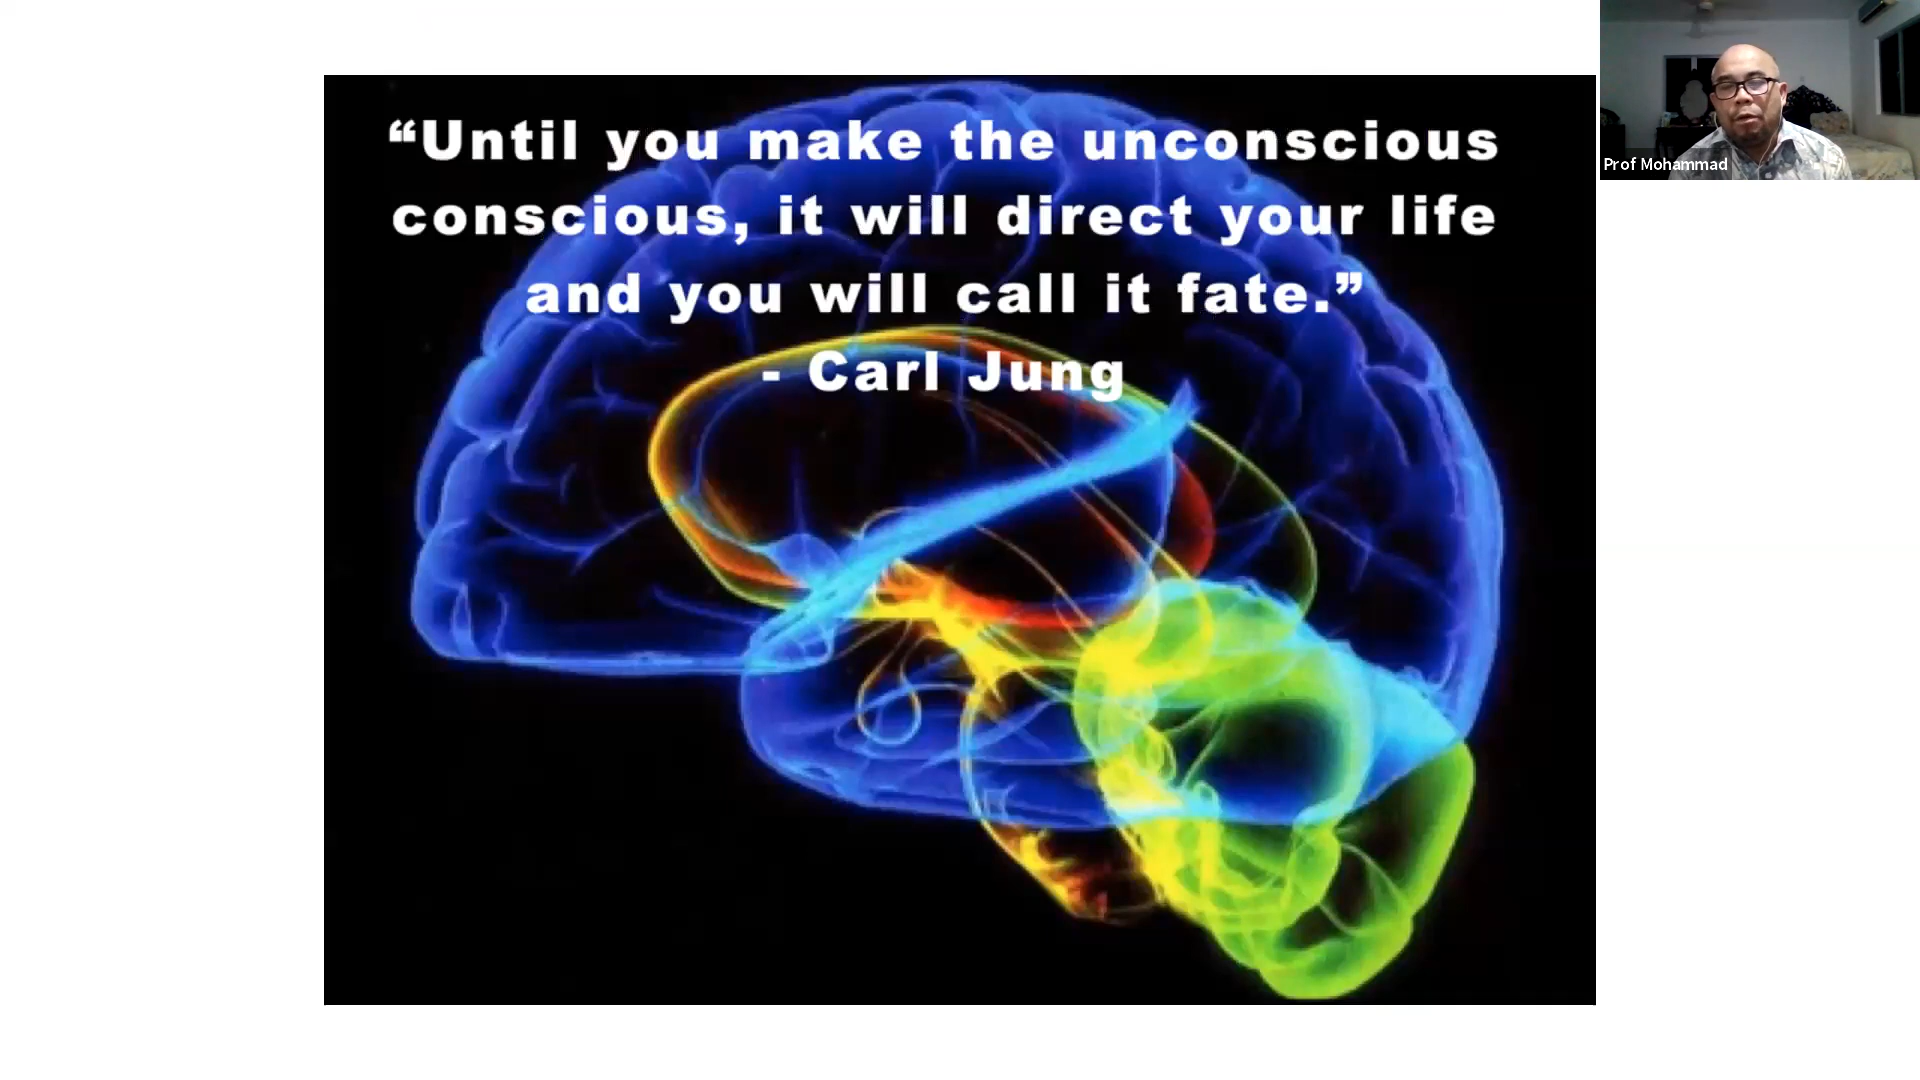 “Until you make the unconscious
conscious, it will direct your life
and you will call it fate.”
- Carl Jung
Prof Mohammad